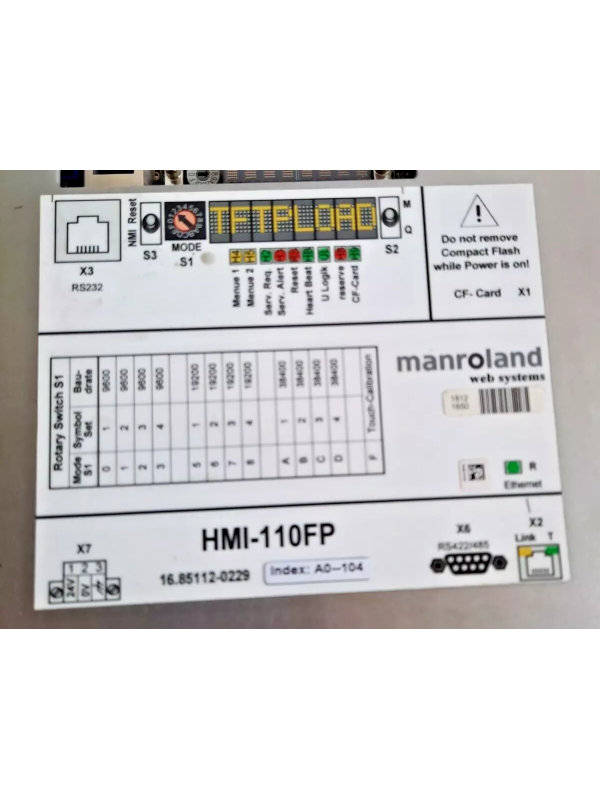 X3
RS232
NMI Reset
S3
MODE
S1
TFTPLOAD
M
Q
S2
Menue 1
Menue 2
Serv. Req.
Serv. Alert
Reset
Heart Beat
U Logik
reserve
CF-Card
Do not remove
Compact Flash
while Power is on!
CF- Card X1
Rotary Switch S1
Mode S1 Symbol Set Bau-drate
0 1 9600
1 2 9600
2 3 9600
3 4 9600
5 1 19200
6 2 19200
7 3 19200
8 4 19200
A 1 38400
B 2 38400
C 3 38400
D 4 38400
F Touch-Calibration
manroland
web systems
1812
1650
R
Ethernet
X7
1 2 3
24V 0V
HMI-110FP
16.85112-0229
Index: A0-104
X6
RS422/485
X2
Link T